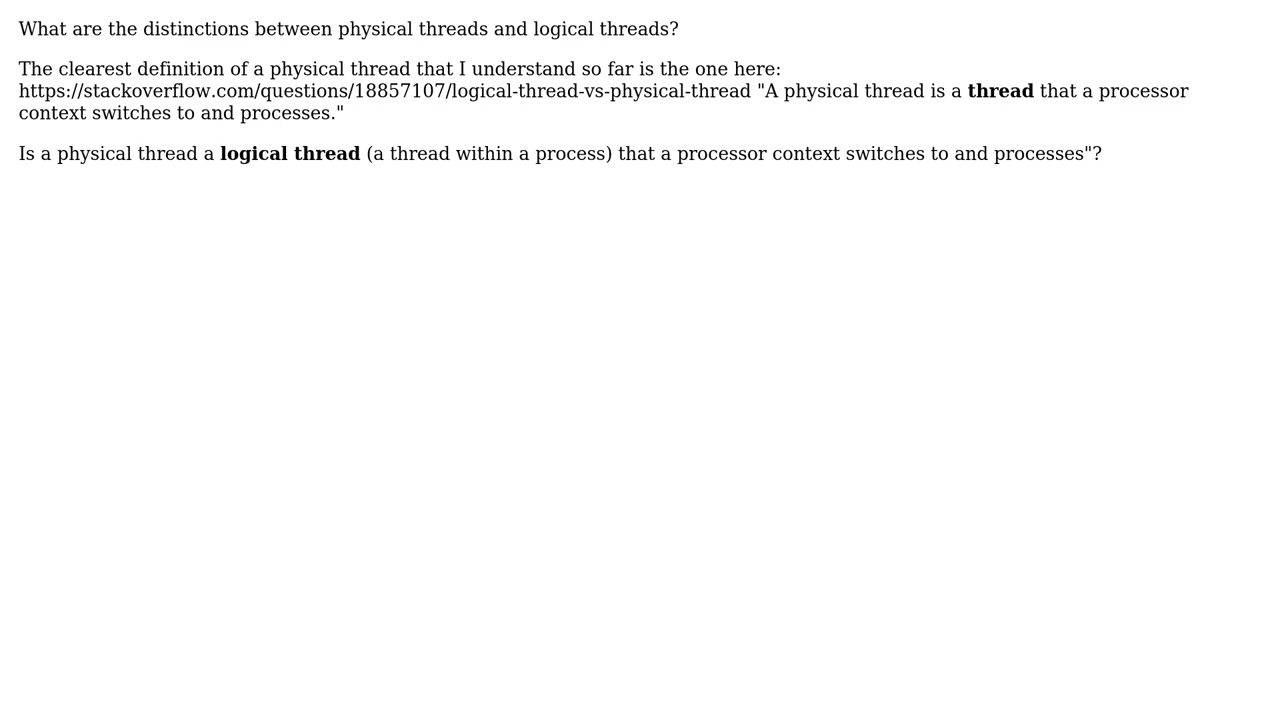 What are the distinctions between physical threads and logical threads?
The clearest definition of a physical thread that I understand so far is the one here:
https://stackoverflow.com/questions/18857107/logical-thread-vs-physical-thread "A physical thread is a thread that a processor
context switches to and processes."
Is a physical thread a logical thread (a thread within a process) that a processor context switches to and processes"?